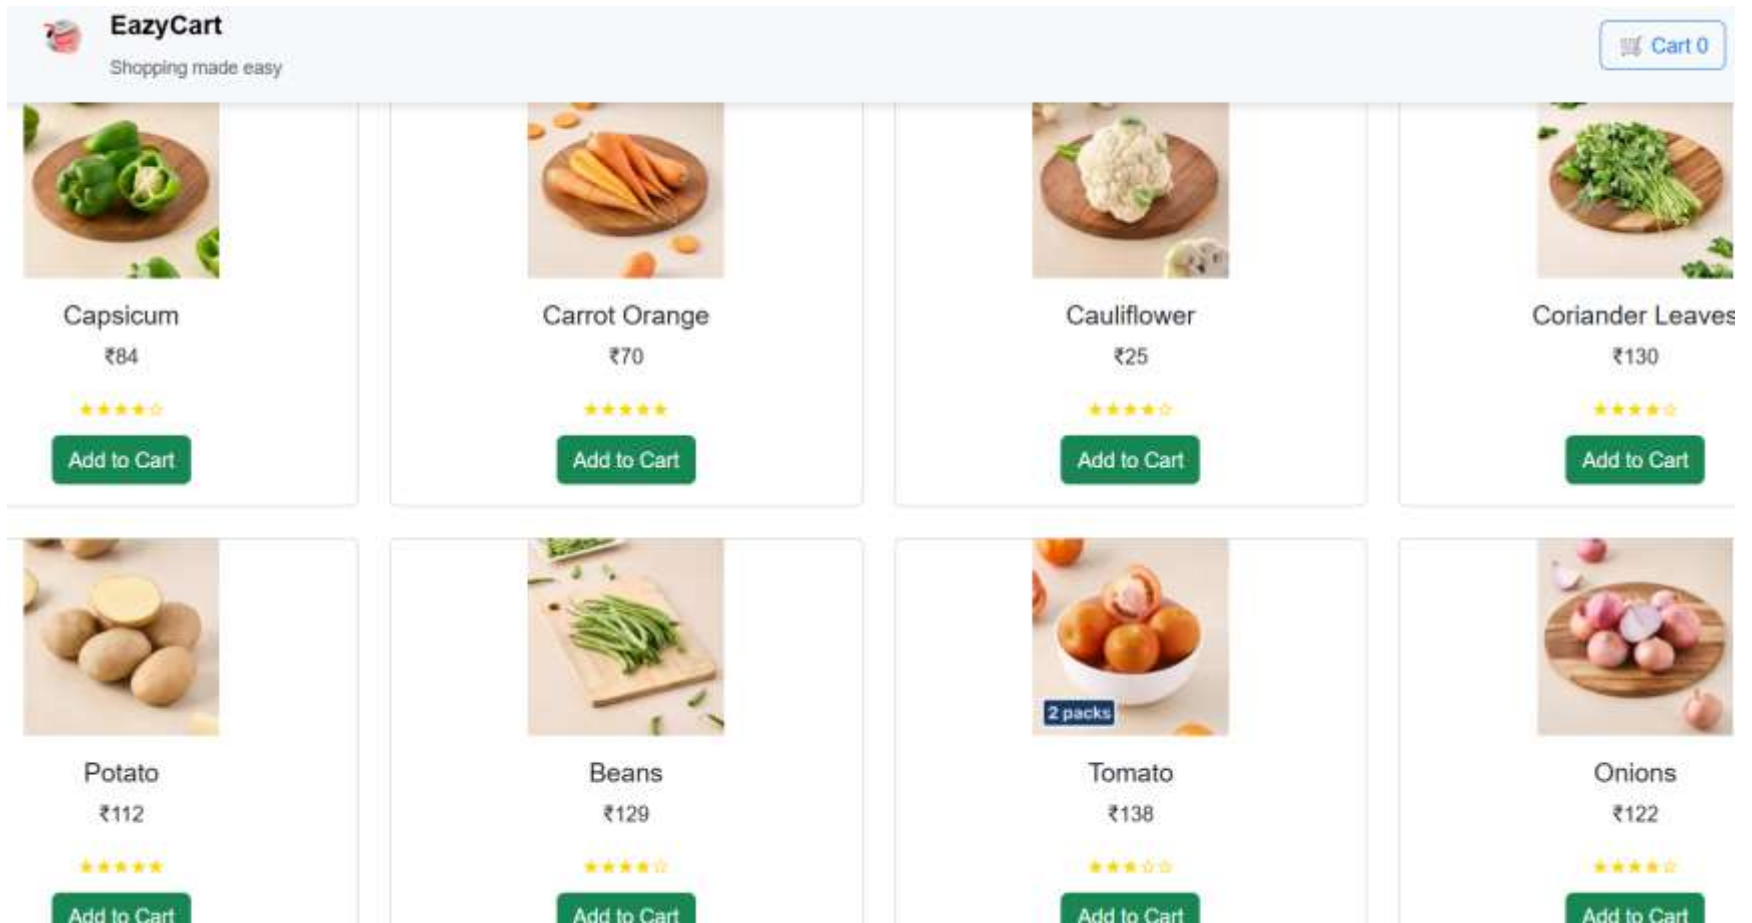 EazyCart
Shopping made easy
🛒 Cart 0
Capsicum
₹84
★★★★☆
Add to Cart
Carrot Orange
₹70
★★★★★
Add to Cart
Cauliflower
₹25
★★★★☆
Add to Cart
Coriander Leaves
₹130
★★★★☆
Add to Cart
Potato
₹112
★★★★★
Add to Cart
Beans
₹129
★★★★☆
Add to Cart
2 packs
Tomato
₹138
★★★☆☆
Add to Cart
Onions
₹122
★★★★☆
Add to Cart